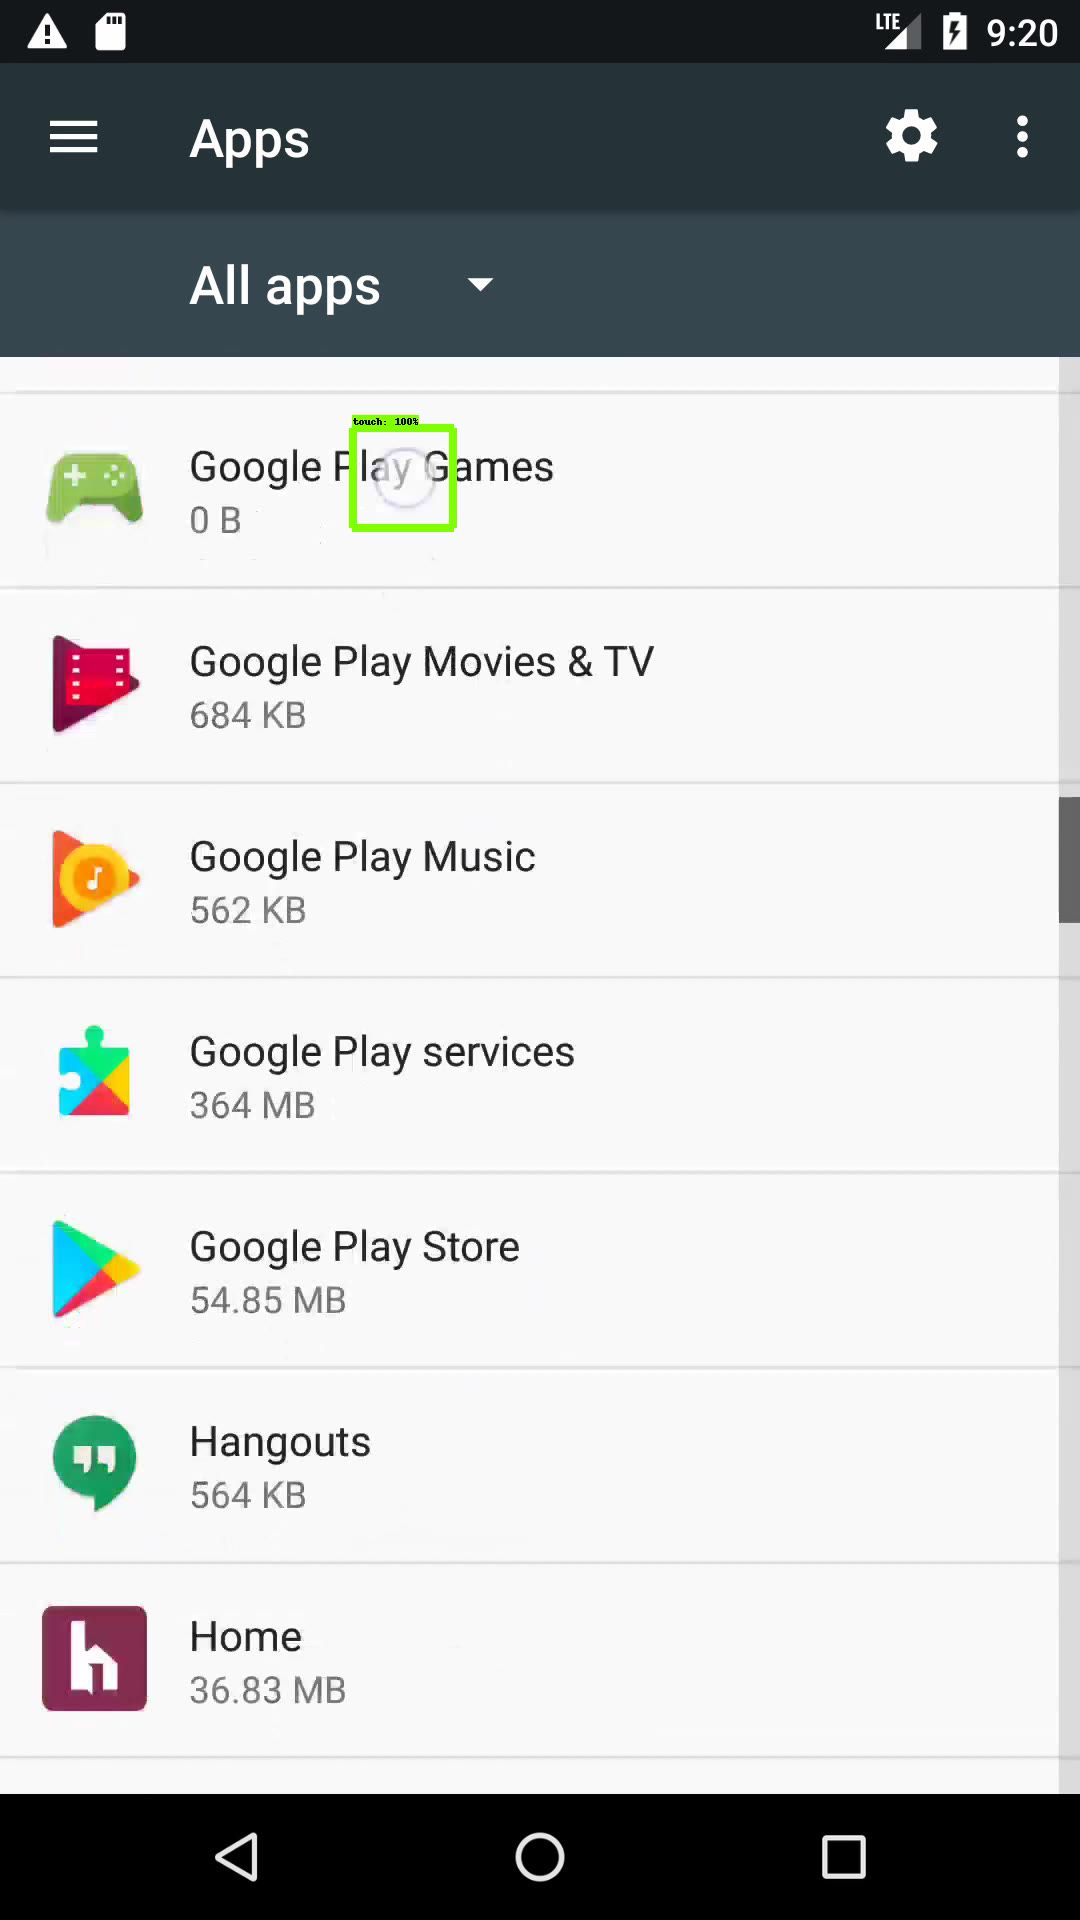 LTE 9:20
Apps
All apps
touch: 100%
Google Play Games
0 B
Google Play Movies & TV
684 KB
Google Play Music
562 KB
Google Play services
364 MB
Google Play Store
54.85 MB
Hangouts
564 KB
Home
36.83 MB